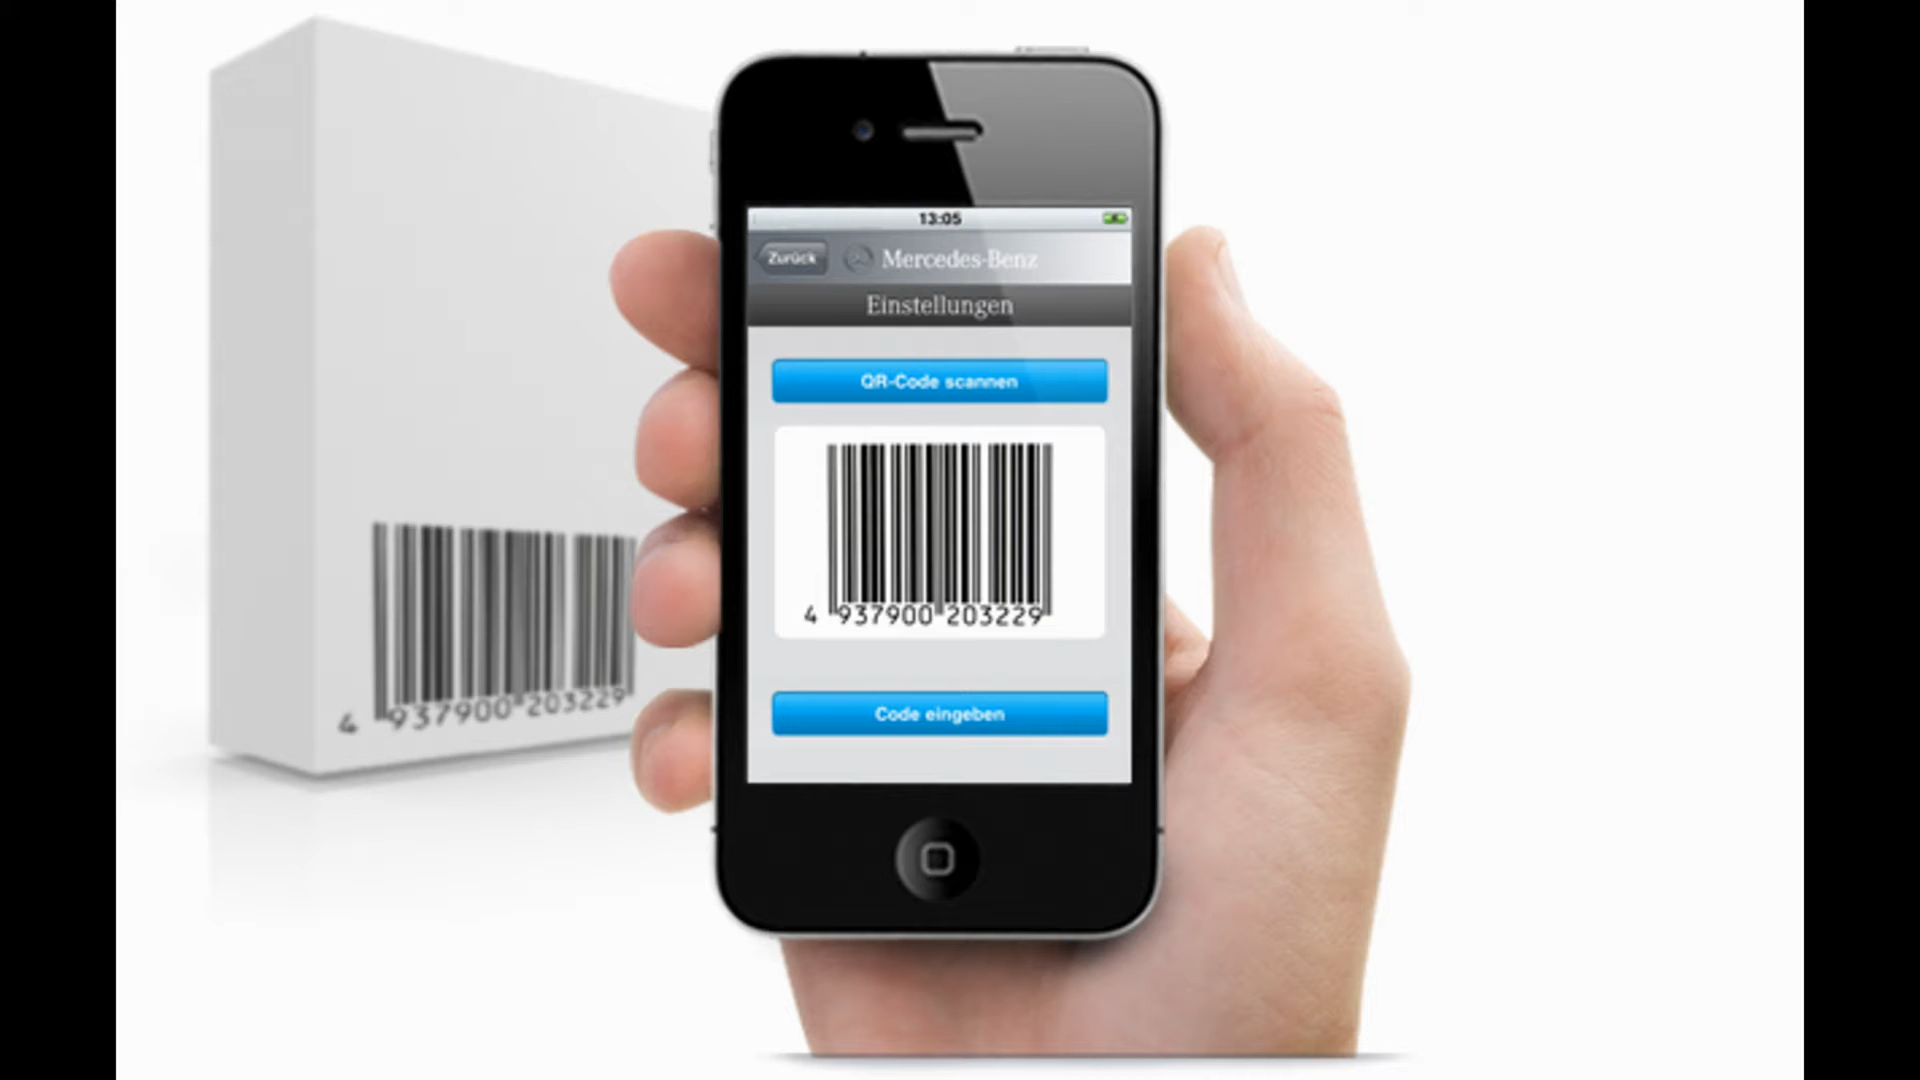 13:05
Zurück
Mercedes-Benz
Einstellungen
QR-Code scannen
4 937900 203229
Code eingeben
4 937900 203229